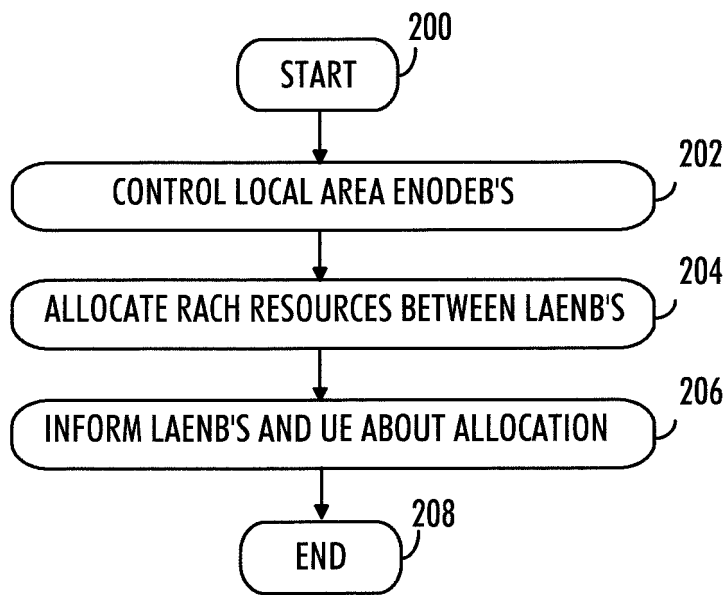 200
START
202
CONTROL LOCAL AREA ENODEB'S
204
ALLOCATE RACH RESOURCES BETWEEN LAENB'S
206
INFORM LAENB'S AND UE ABOUT ALLOCATION
208
END